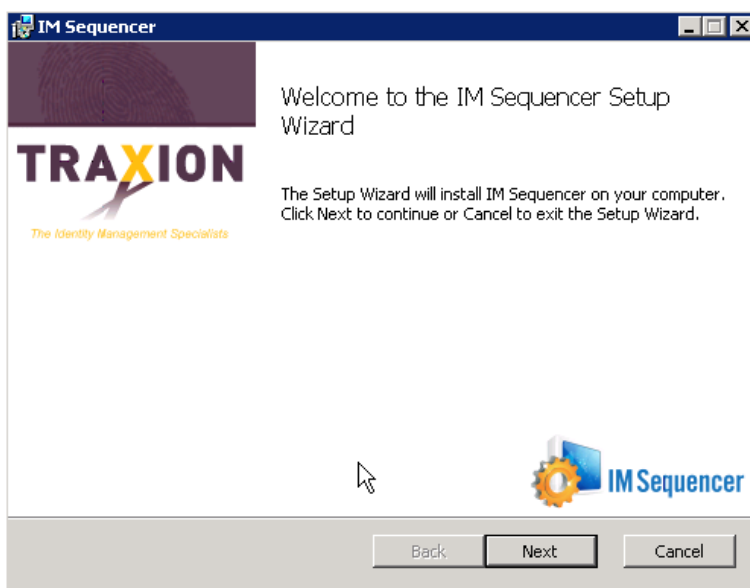 IM Sequencer
Welcome to the IM Sequencer Setup
Wizard
TRAXION
The Identity Management Specialists
The Setup Wizard will install IM Sequencer on your computer.
Click Next to continue or Cancel to exit the Setup Wizard.
IM Sequencer
Back
Next
Cancel